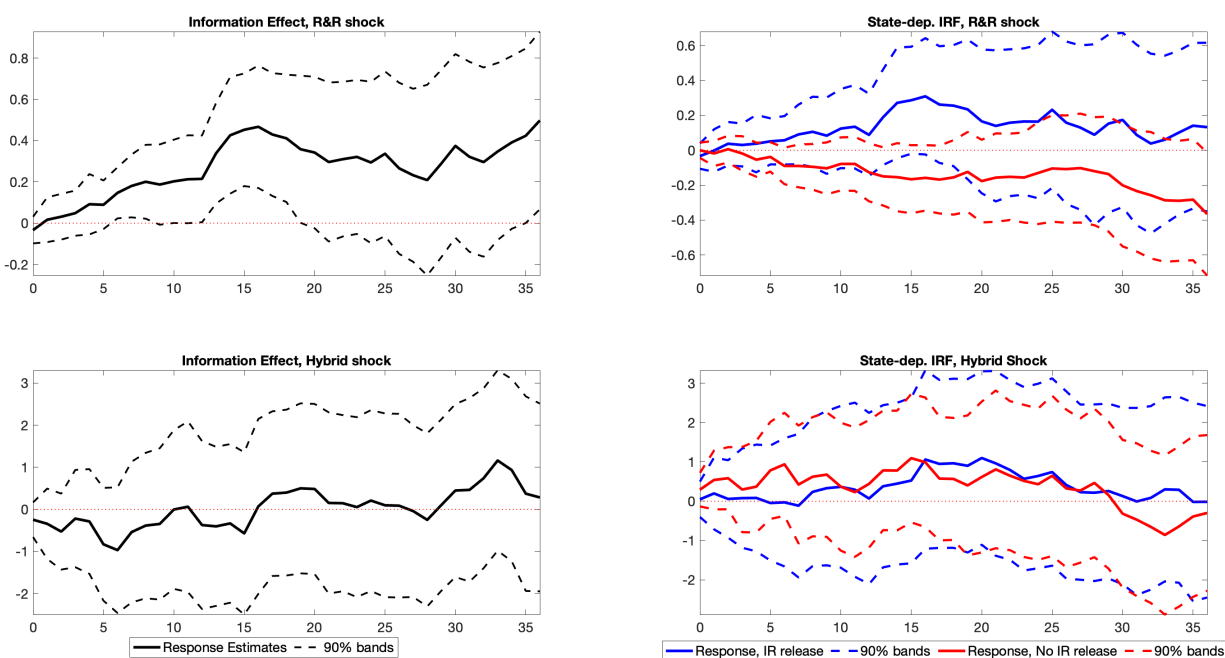 Information Effect, R&R shock
0.8
0.6
0.4
0.2
0
-0.2
0 5 10 15 20 25 30 35
State-dep. IRF, R&R shock
0.6
0.4
0.2
0
-0.2
-0.4
-0.6
0 5 10 15 20 25 30 35
Information Effect, Hybrid shock
3
2
1
0
-1
-2
0 5 10 15 20 25 30 35
Response Estimates 90% bands
State-dep. IRF, Hybrid Shock
3
2
1
0
-1
-2
0 5 10 15 20 25 30 35
Response, IR release 90% bands Response, No IR release 90% bands